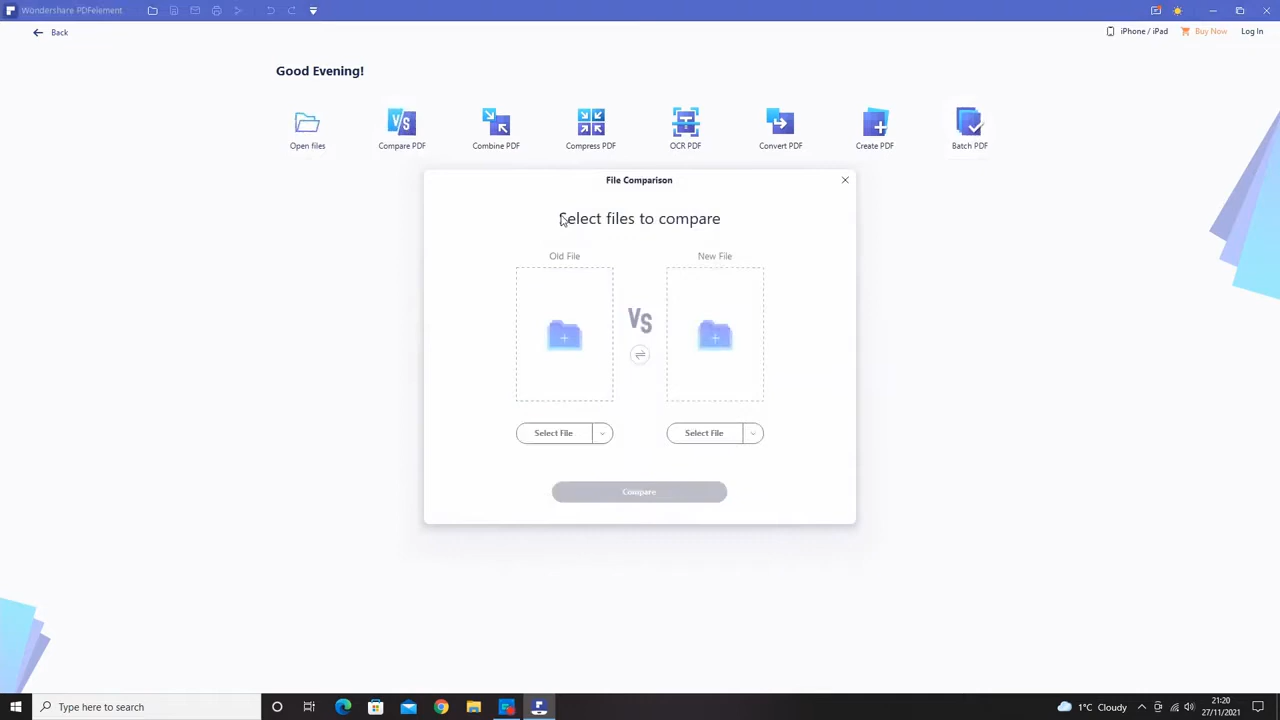 Wondershare PDFelement
Back
iPhone / iPad
Buy Now
Log In
Good Evening!
Open files
VS
Compare PDF
Combine PDF
Compress PDF
T
OCR PDF
Convert PDF
Create PDF
Batch PDF
File Comparison
Select files to compare
Old File
New File
VS
Select File
Select File
Compare
Type here to search
1°C Cloudy
21:20
27/11/2021